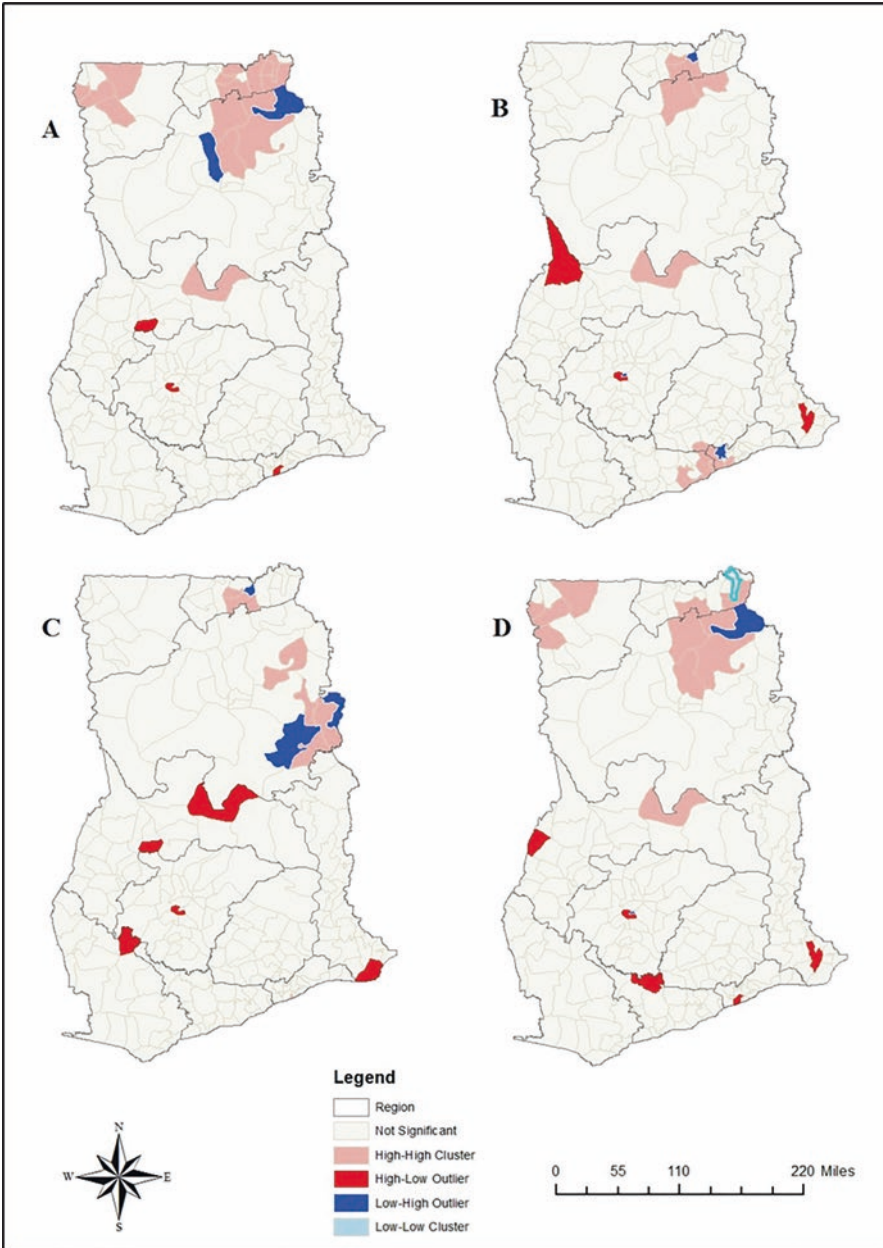 A
B
C
D
Legend
Region
Not Significant
High-High Cluster
High-Low Outlier
Low-High Outlier
Low-Low Cluster
N
W E
S
0 55 110 220 Miles